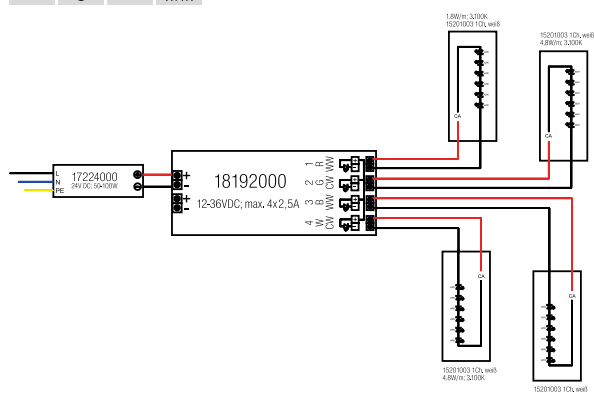 1,8W/m; 3.100K
15201003 1Ch. weiß
CA
15201003 1Ch. weiß
4,8W/m; 3.100K
CA
L
N
PE
17224000
24V DC; 50-100W
+
-
+
-
+
-
18192000
12-36VDC; max. 4x2,5A
1 R WW
2 G CW
3 B WW
4 W CW
CA
15201003 1Ch. weiß
4,8W/m; 3.100K
CA
15201003 1Ch. weiß